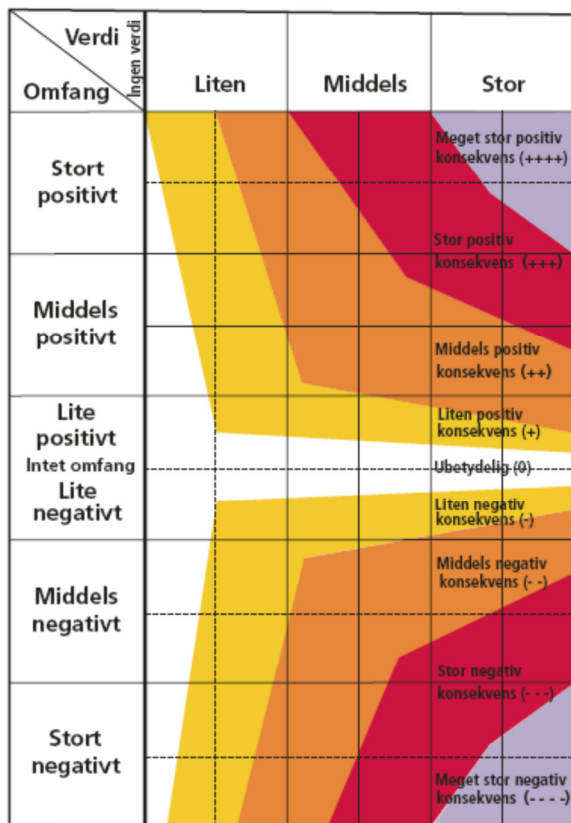 Verdi
Omfang
Ingen verdi
Liten
Middels
Stor
Stort
positivt
Meget stor positiv
konsekvens (++++)
Stor positiv
konsekvens (+++)
Middels
positivt
Middels positiv
konsekvens (++)
Lite
positivt
Liten positiv
konsekvens (+)
Intet omfang
Ubetydelig (0)
Lite
negativt
Liten negativ
konsekvens (-)
Middels
negativt
Middels negativ
konsekvens (- -)
Stor negativ
konsekvens (- - -)
Stort
negativt
Meget stor negativ
konsekvens (- - - -)